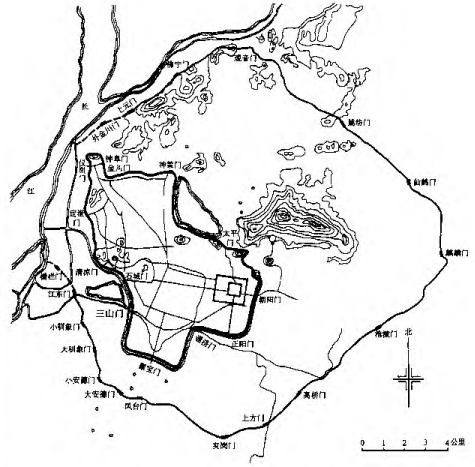 佛宁门
观音门
上元门
外金川门
长
江
姚坊门
仙鹤门
麒麟门
沧波门
高桥门
上方门
夹岗门
凤台门
大安德门
小安德门
大驯象门
小驯象门
江东门
栅栏门
钟阜门
金川门
神策门
仪凤门
定淮门
清凉门
石城门
三山门
聚宝门
通济门
正阳门
朝阳门
太平门
北
0 1 2 3 4公里